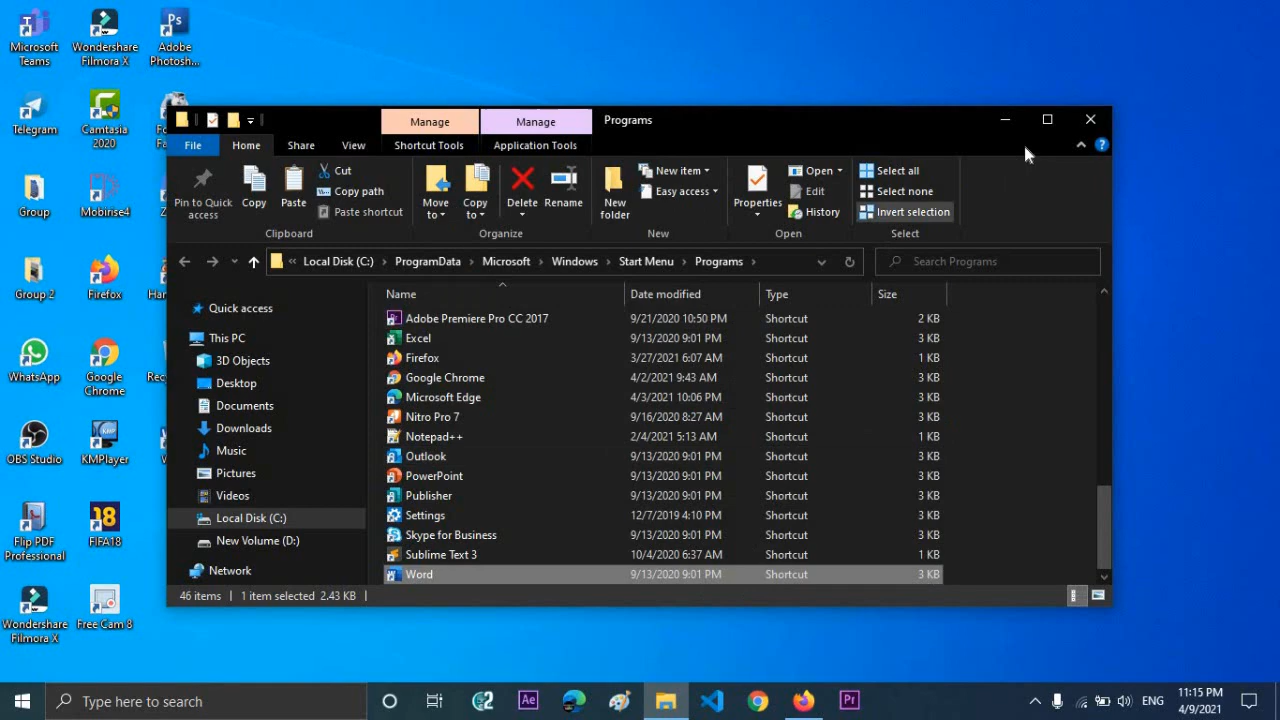 Microsoft Teams
Wondershare Filmora X
Adobe Photosh...
Telegram
Camtasia 2020
Group
Mobirise4
Group 2
Firefox
WhatsApp
Google Chrome
OBS Studio
KMPlayer
Flip PDF Professional
FIFA18
Wondershare Filmora X
Free Cam 8
Manage
Manage
Programs
File
Home
Share
View
Shortcut Tools
Application Tools
Pin to Quick access
Copy
Paste
Cut
Copy path
Paste shortcut
Clipboard
Move to
Copy to
Delete
Rename
Organize
New folder
New item
Easy access
New
Properties
Open
Edit
History
Open
Select all
Select none
Invert selection
Select
« Local Disk (C:) > ProgramData > Microsoft > Windows > Start Menu > Programs >
Search Programs
Quick access
This PC
3D Objects
Desktop
Documents
Downloads
Music
Pictures
Videos
Local Disk (C:)
New Volume (D:)
Network
Name Date modified Type Size
Adobe Premiere Pro CC 2017 9/21/2020 10:50 PM Shortcut 2 KB
Excel 9/13/2020 9:01 PM Shortcut 3 KB
Firefox 3/27/2021 6:07 AM Shortcut 1 KB
Google Chrome 4/2/2021 9:43 AM Shortcut 3 KB
Microsoft Edge 4/3/2021 10:06 PM Shortcut 3 KB
Nitro Pro 7 9/16/2020 8:27 AM Shortcut 3 KB
Notepad++ 2/4/2021 5:13 AM Shortcut 1 KB
Outlook 9/13/2020 9:01 PM Shortcut 3 KB
PowerPoint 9/13/2020 9:01 PM Shortcut 3 KB
Publisher 9/13/2020 9:01 PM Shortcut 3 KB
Settings 12/7/2019 4:10 PM Shortcut 3 KB
Skype for Business 9/13/2020 9:01 PM Shortcut 3 KB
Sublime Text 3 10/4/2020 6:37 AM Shortcut 1 KB
Word 9/13/2020 9:01 PM Shortcut 3 KB
46 items 1 item selected 2.43 KB
Type here to search
ENG
11:15 PM
4/9/2021